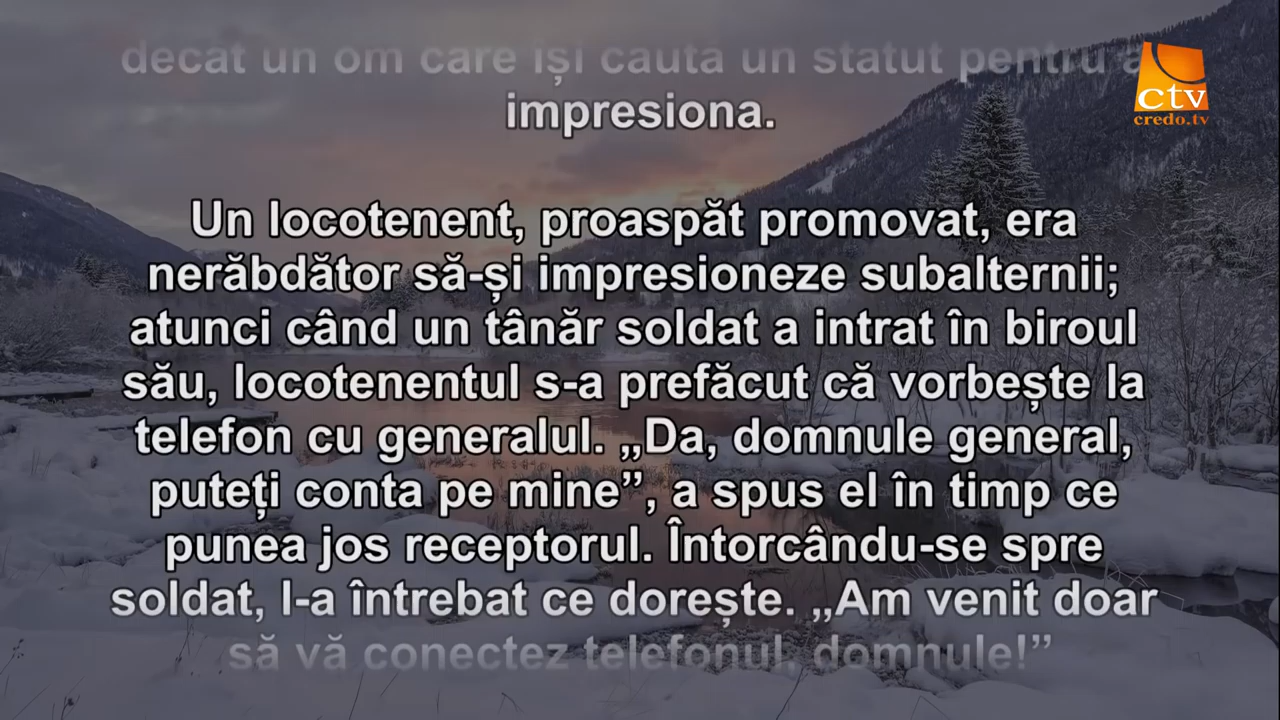 decât un om care își caută un statut pentru a
impresiona.
ctv
credo.tv
Un locotenent, proaspăt promovat, era
nerăbdător să-și impresioneze subalternii;
atunci când un tânăr soldat a intrat în biroul
său, locotenentul s-a prefăcut că vorbește la
telefon cu generalul. ,,Da, domnule general,
puteți conta pe mine”, a spus el în timp ce
punea jos receptorul. Întorcându-se spre
soldat, l-a întrebat ce dorește. ,,Am venit doar
să vă conectez telefonul, domnule!”